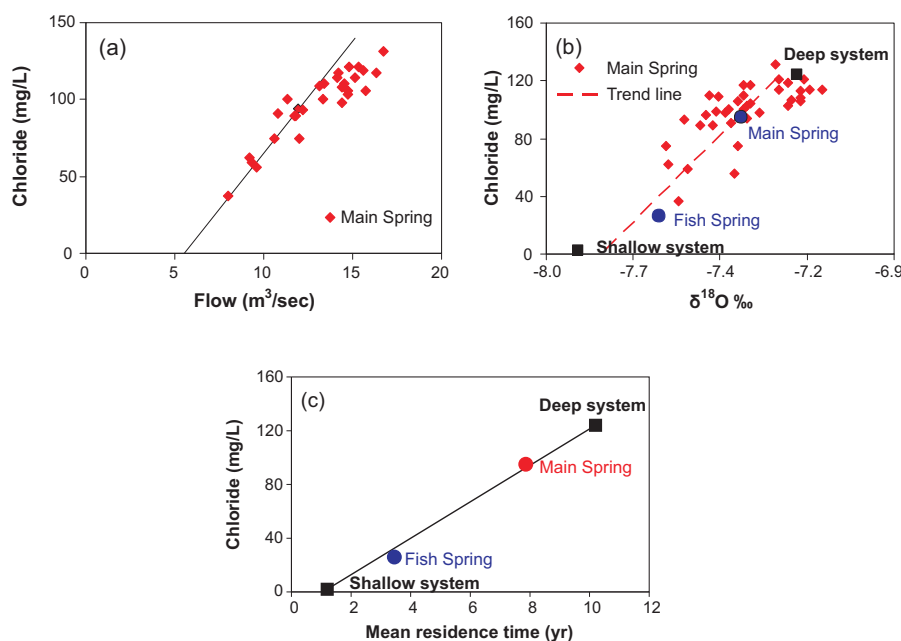 (a)
150
100
50
0
Chloride (mg/L)
Main Spring
0 5 10 15 20
Flow (m³/sec)
(b)
160
120
80
40
0
Chloride (mg/L)
Main Spring
Trend line
Deep system
Main Spring
Fish Spring
Shallow system
-8.0 -7.7 -7.4 -7.2 -6.9
δ¹⁸O ‰
(c)
160
120
80
40
0
Chloride (mg/L)
Deep system
Main Spring
Fish Spring
Shallow system
0 2 4 6 8 10 12
Mean residence time (yr)